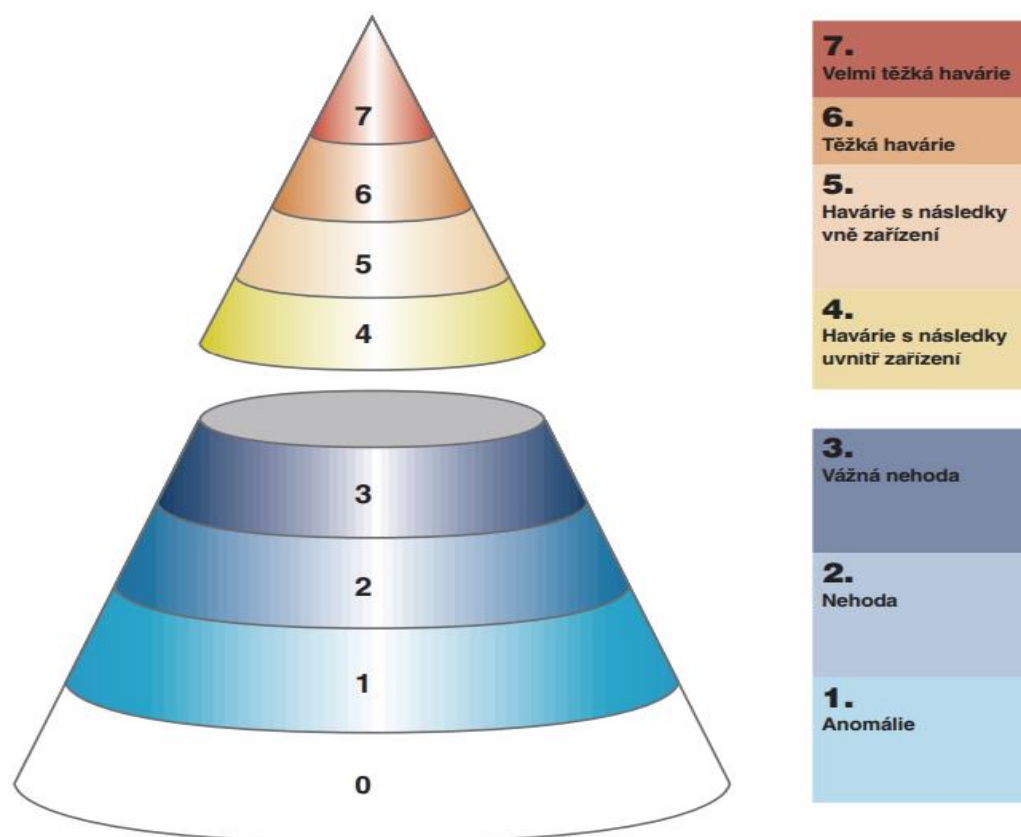 7
6
5
4
3
2
1
0
7.
Velmi těžká havárie
6.
Těžká havárie
5.
Havárie s následky
vně zařízení
4.
Havárie s následky
uvnitř zařízení
3.
Vážná nehoda
2.
Nehoda
1.
Anomálie